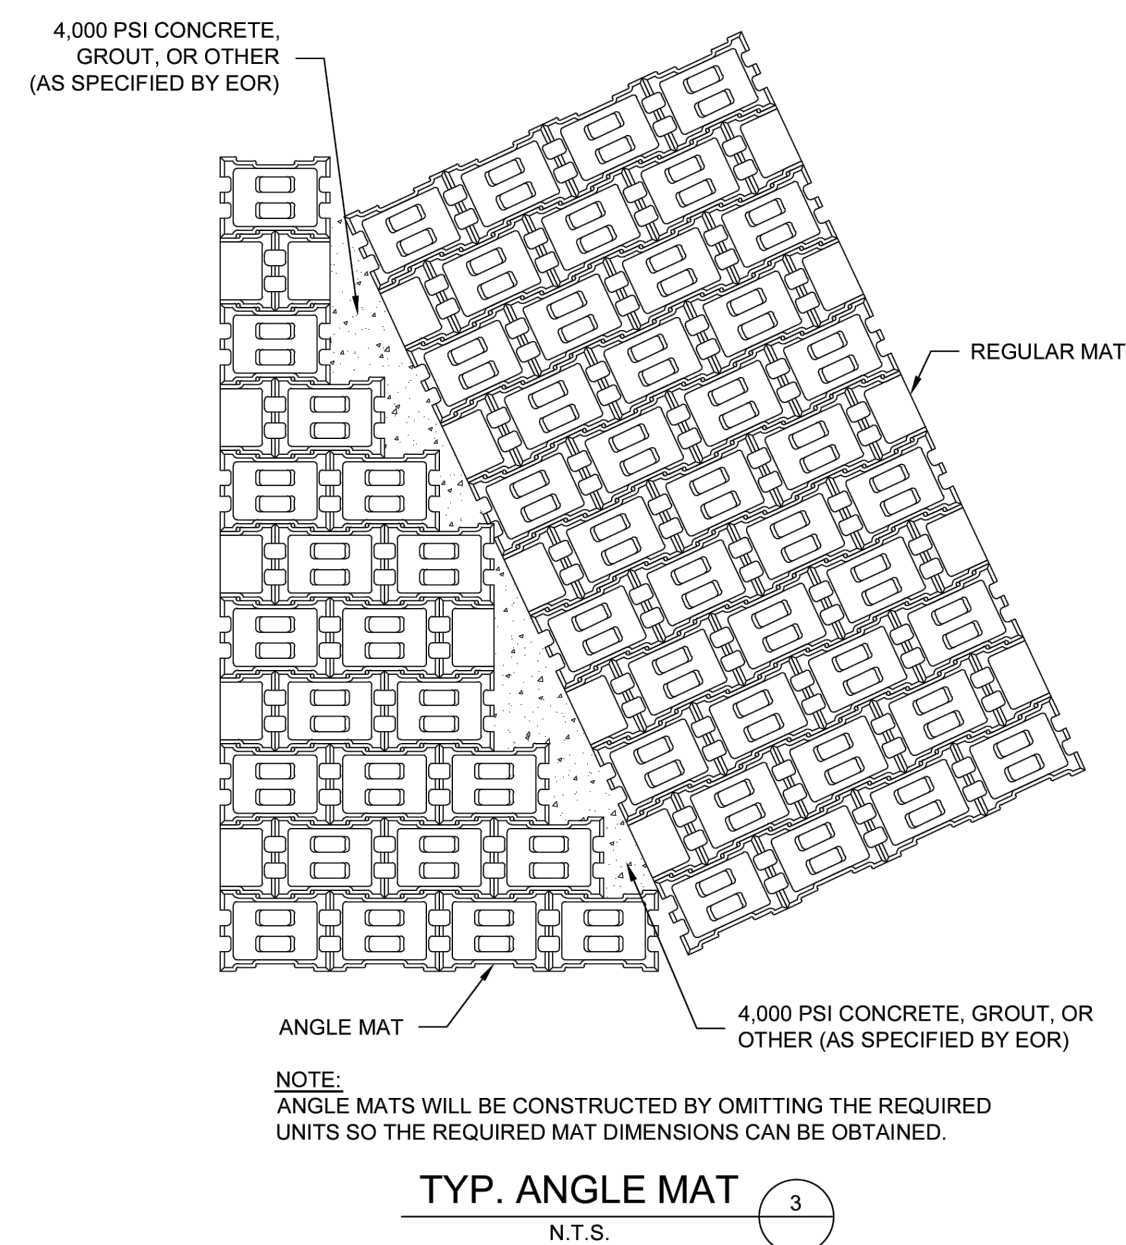 4,000 PSI CONCRETE,
GROUT, OR OTHER
(AS SPECIFIED BY EOR)
REGULAR MAT
ANGLE MAT
4,000 PSI CONCRETE, GROUT, OR
OTHER (AS SPECIFIED BY EOR)
NOTE:
ANGLE MATS WILL BE CONSTRUCTED BY OMITTING THE REQUIRED
UNITS SO THE REQUIRED MAT DIMENSIONS CAN BE OBTAINED.
TYP. ANGLE MAT
3
N.T.S.